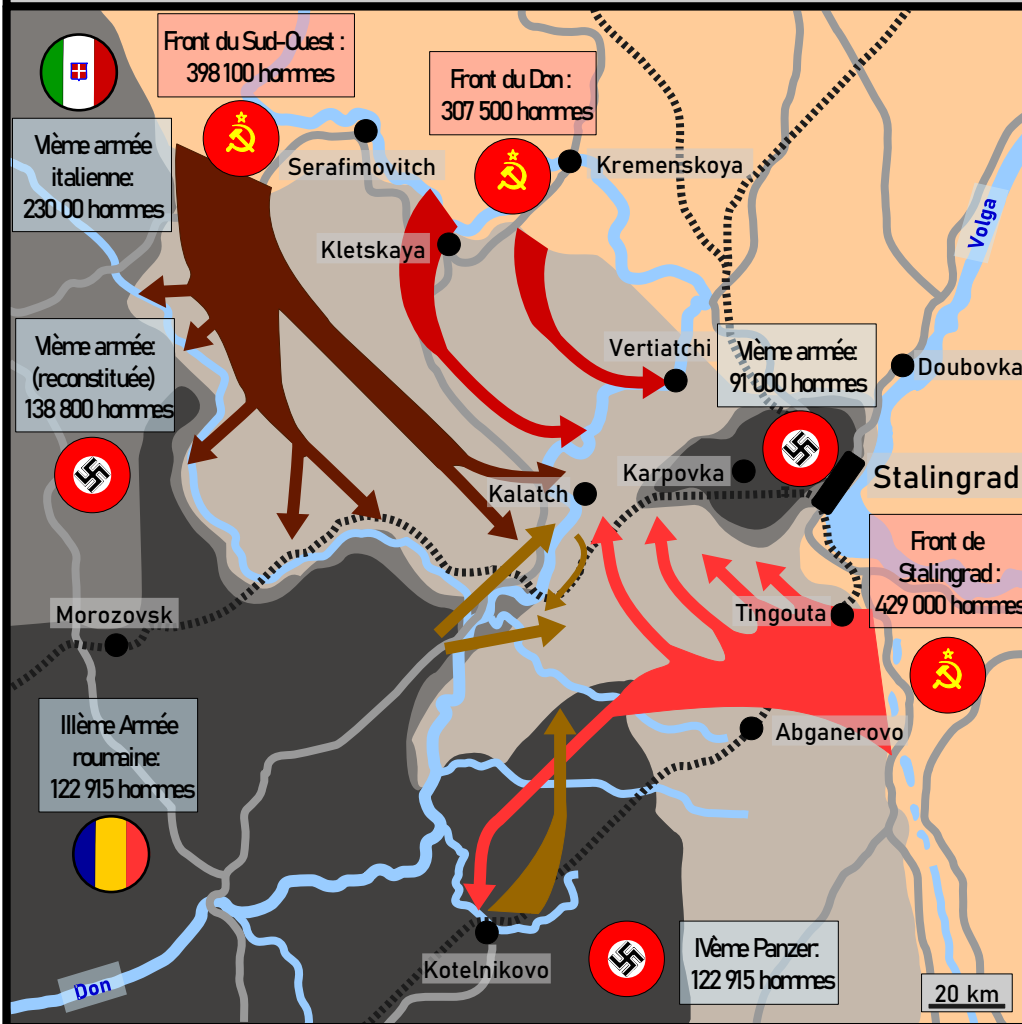 Front du Sud-Ouest :
398 100 hommes
Front du Don :
307 500 hommes
VIème armée
italienne:
230 00 hommes
Serafimovitch
Kremenskoya
Kletskaya
Volga
VIème armée:
(reconstituée)
138 800 hommes
Vertiatchi
VIème armée:
91 000 hommes
Doubovka
Karpovka
Stalingrad
Kalatch
Front de
Stalingrad :
429 000 hommes
Morozovsk
Tingouta
IIIème Armée
roumaine:
122 915 hommes
Abganerovo
IVème Panzer:
122 915 hommes
Kotelnikovo
Don
20 km